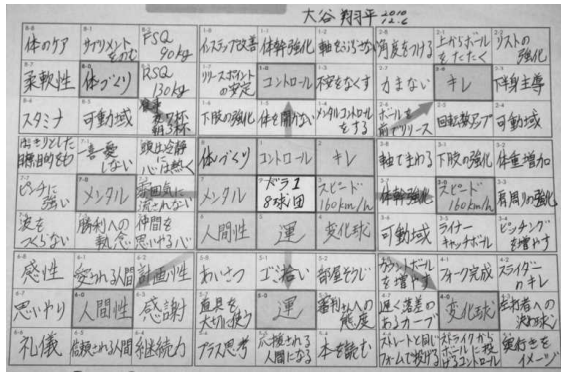 大谷 翔平 2010 12.6
体のケア サプリメントをのむ FSQ 90kg インステップ改善 体幹強化 軸をぶらさない 角度をつける 上からボールをたたく リストの強化
柔軟性 体づくり RSQ 130kg リリースポイントの安定 コントロール 不安をなくす 力まない キレ 下半身主導
スタミナ 可動域 食事 夜7杯 朝3杯 下肢の強化 体を開かない メンタルコントロールをする ボールを前でリリース 回転数アップ 可動域
はっきりとした目標 目的をもつ 一喜一憂しない 頭は冷静に 心は熱く 体づくり コントロール キレ 軸でまわる 下肢の強化 体重増加
ピンチに強い メンタル 雰囲気に流されない メンタル ドラ1 8球団 スピード 160km/h 体幹強化 スピード 160km/h 肩周りの強化
波をつくらない 勝利への執念 仲間を思いやる心 人間性 運 変化球 可動域 ライナーキャッチボール ピッチングを増やす
感性 愛される人間 計画性 あいさつ ゴミ拾い 部屋そうじ カウントボールを増やす フォーク完成 スライダーのキレ
思いやり 人間性 感謝 道具を大切に使う 運 審判さんへの態度 遅く落差のあるカーブ 変化球 左打者への決め球
礼儀 信頼される人間 継続力 プラス思考 応援される人間になる 本を読む ストレートと同じフォームで投げる ストライクからボールに投げるコントロール 奥行きをイメージ